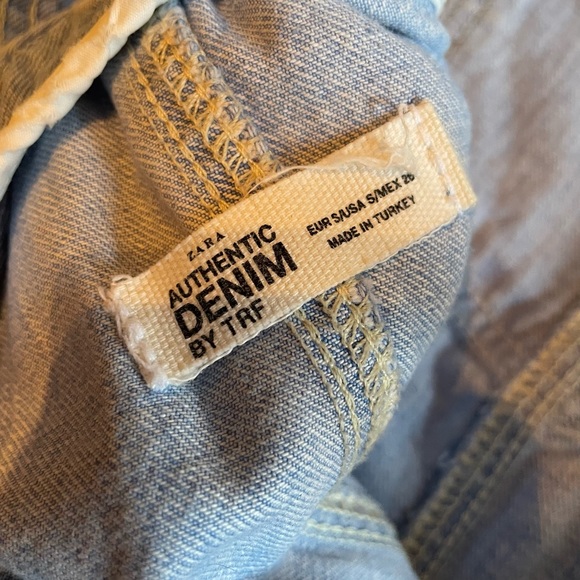 ZARA
AUTHENTIC
DENIM
BY TRF
EUR S/USA S/MEX 26
MADE IN TURKEY